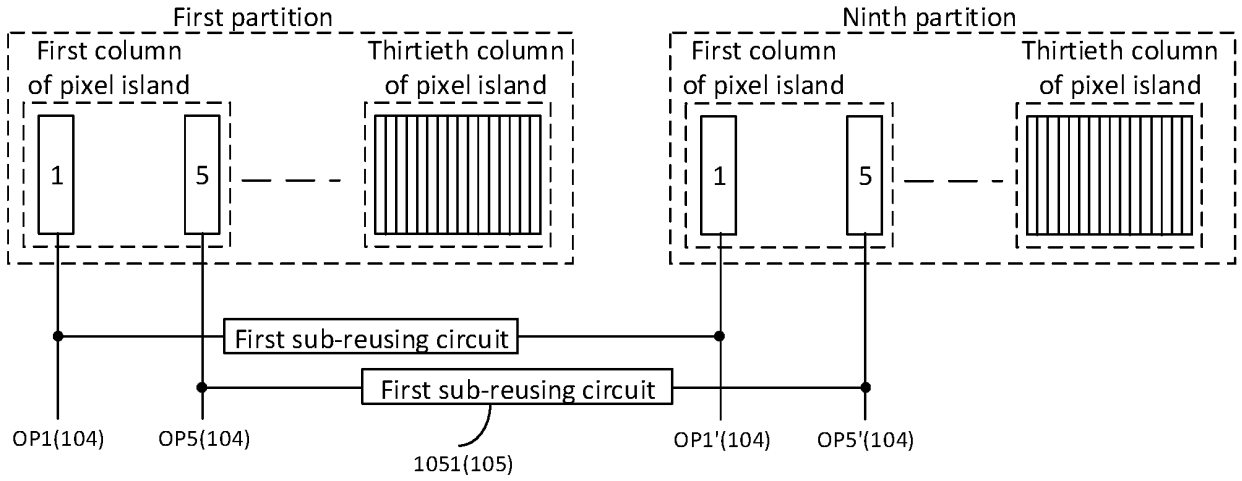 First partition
Ninth partition
First column
of pixel island
Thirtieth column
of pixel island
First column
of pixel island
Thirtieth column
of pixel island
1
5
1
5
First sub-reusing circuit
First sub-reusing circuit
OP1(104)
OP5(104)
OP1'(104)
OP5'(104)
1051(105)